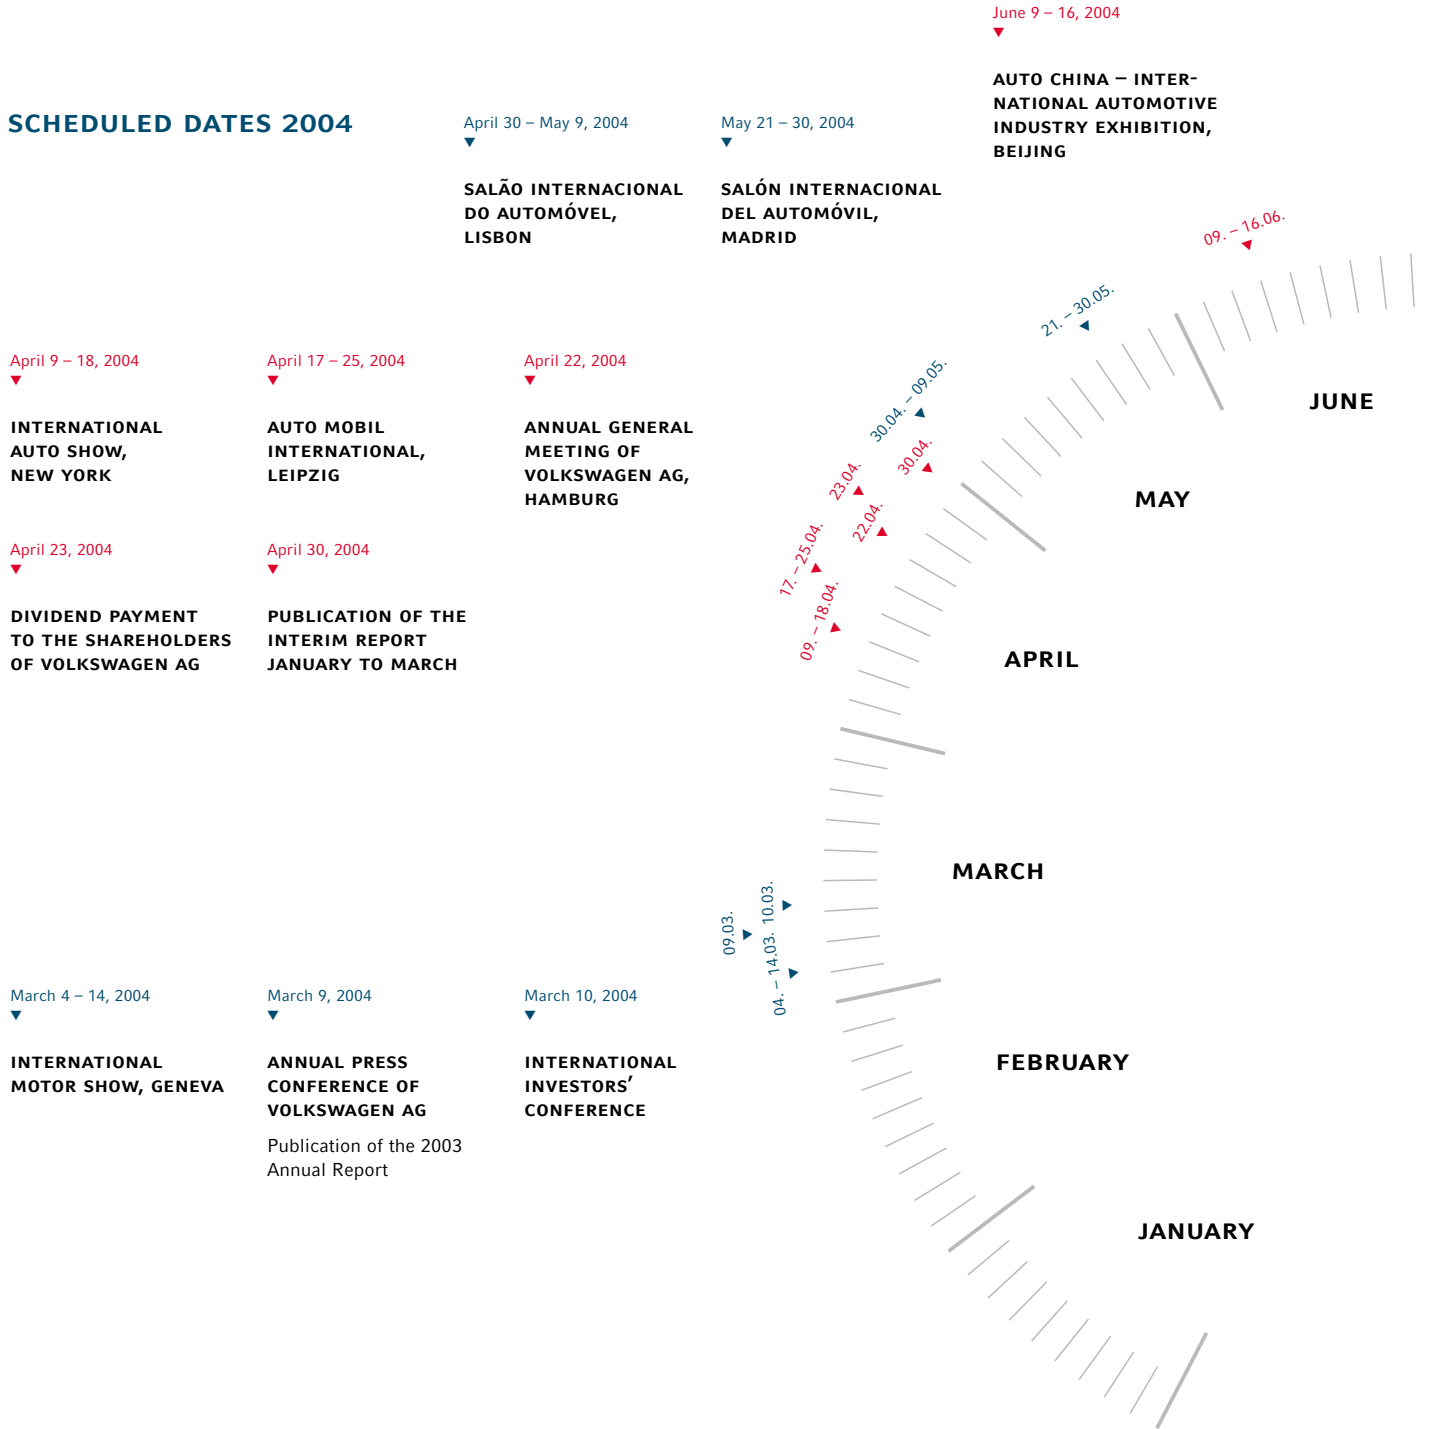 June 9 – 16, 2004
AUTO CHINA – INTER-
NATIONAL AUTOMOTIVE
INDUSTRY EXHIBITION,
BEIJING
SCHEDULED DATES 2004
April 30 – May 9, 2004
SALÃO INTERNACIONAL
DO AUTOMÓVEL,
LISBON
May 21 – 30, 2004
SALÓN INTERNACIONAL
DEL AUTOMÓVIL,
MADRID
April 9 – 18, 2004
INTERNATIONAL
AUTO SHOW,
NEW YORK
April 17 – 25, 2004
AUTO MOBIL
INTERNATIONAL,
LEIPZIG
April 22, 2004
ANNUAL GENERAL
MEETING OF
VOLKSWAGEN AG,
HAMBURG
April 23, 2004
DIVIDEND PAYMENT
TO THE SHAREHOLDERS
OF VOLKSWAGEN AG
April 30, 2004
PUBLICATION OF THE
INTERIM REPORT
JANUARY TO MARCH
March 4 – 14, 2004
INTERNATIONAL
MOTOR SHOW, GENEVA
March 9, 2004
ANNUAL PRESS
CONFERENCE OF
VOLKSWAGEN AG
Publication of the 2003
Annual Report
March 10, 2004
INTERNATIONAL
INVESTORS’
CONFERENCE
09. – 16.06.
21. – 30.05.
30.04. – 09.05.
30.04.
23.04.
22.04.
17. – 25.04.
09. – 18.04.
10.03.
09.03.
04. – 14.03.
JUNE
MAY
APRIL
MARCH
FEBRUARY
JANUARY